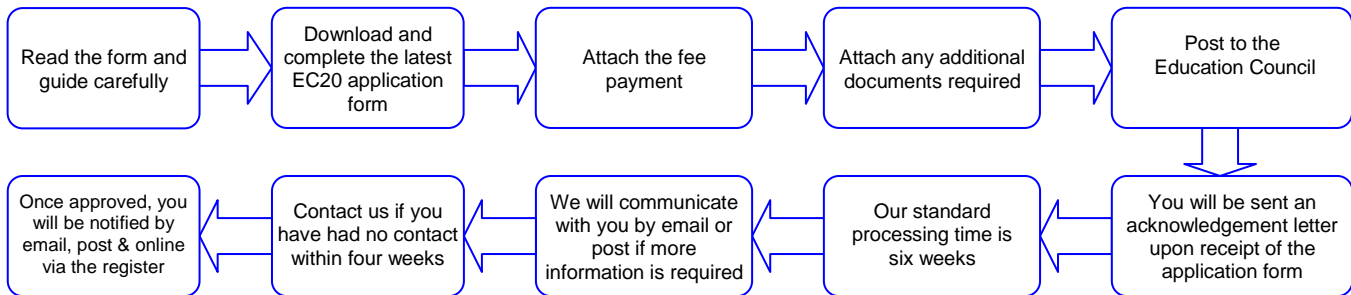 Read the form and
guide carefully
Download and
complete the latest
EC20 application
form
Attach the fee
payment
Attach any additional
documents required
Post to the
Education Council
You will be sent an
acknowledgement letter
upon receipt of the
application form
Our standard
processing time is
six weeks
We will communicate
with you by email or
post if more
information is required
Contact us if you
have had no contact
within four weeks
Once approved, you
will be notified by
email, post & online
via the register